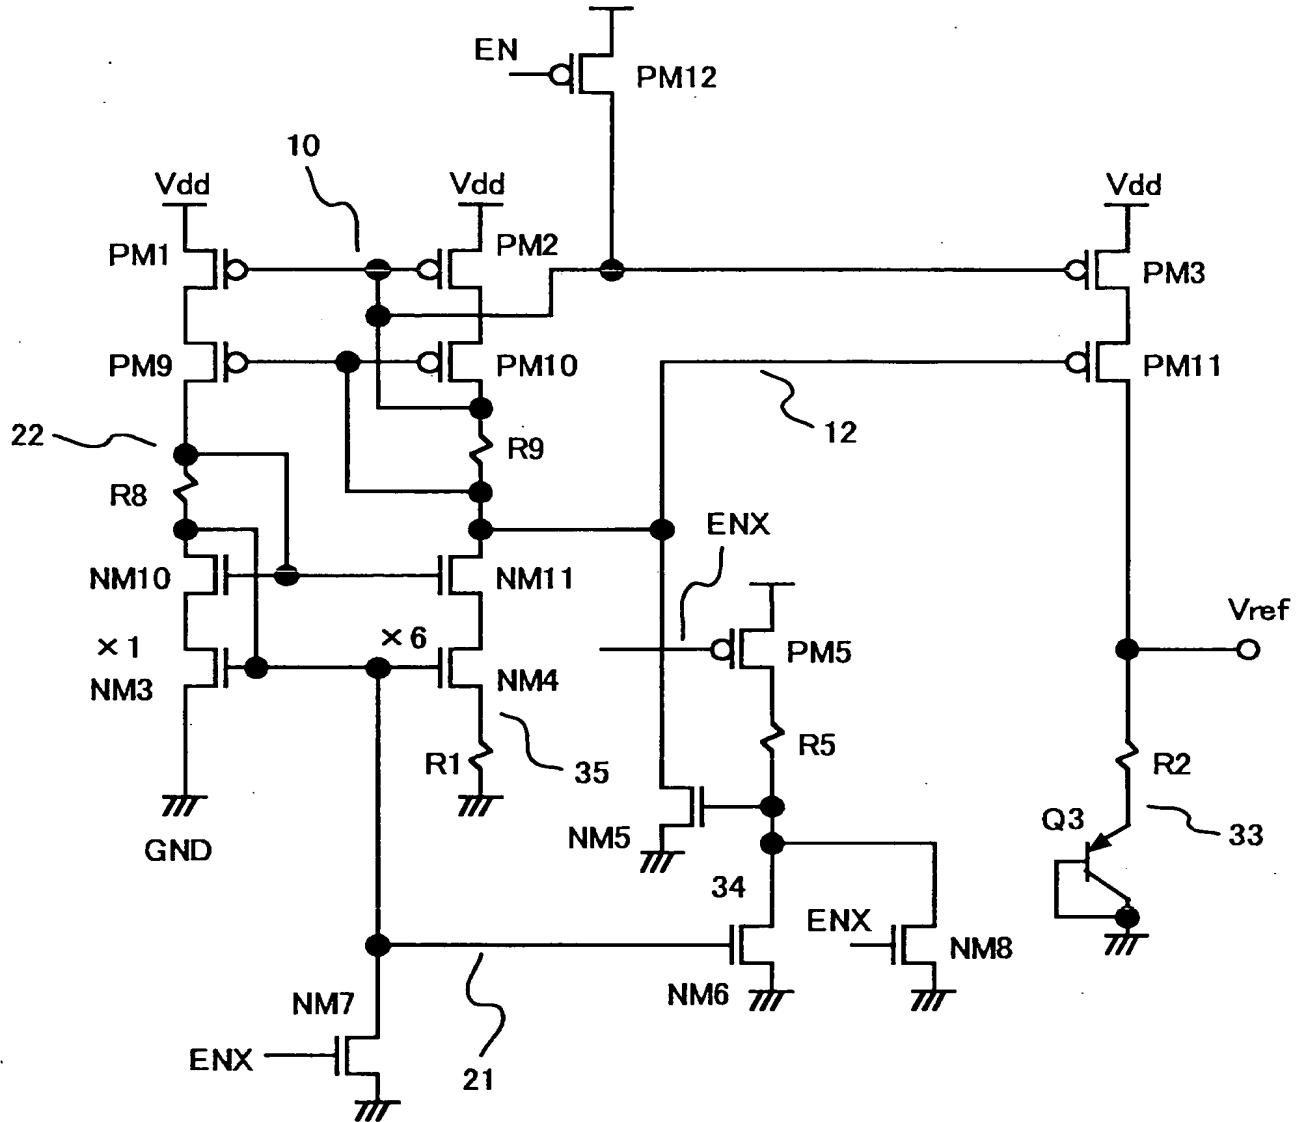 EN
PM12
10
Vdd
Vdd
Vdd
PM1
PM2
PM3
PM9
PM10
PM11
22
R9
12
R8
ENX
NM10
NM11
Vref
×1
×6
PM5
NM3
NM4
R1
35
R5
R2
GND
NM5
Q3
33
34
ENX
NM6
NM8
NM7
ENX
21